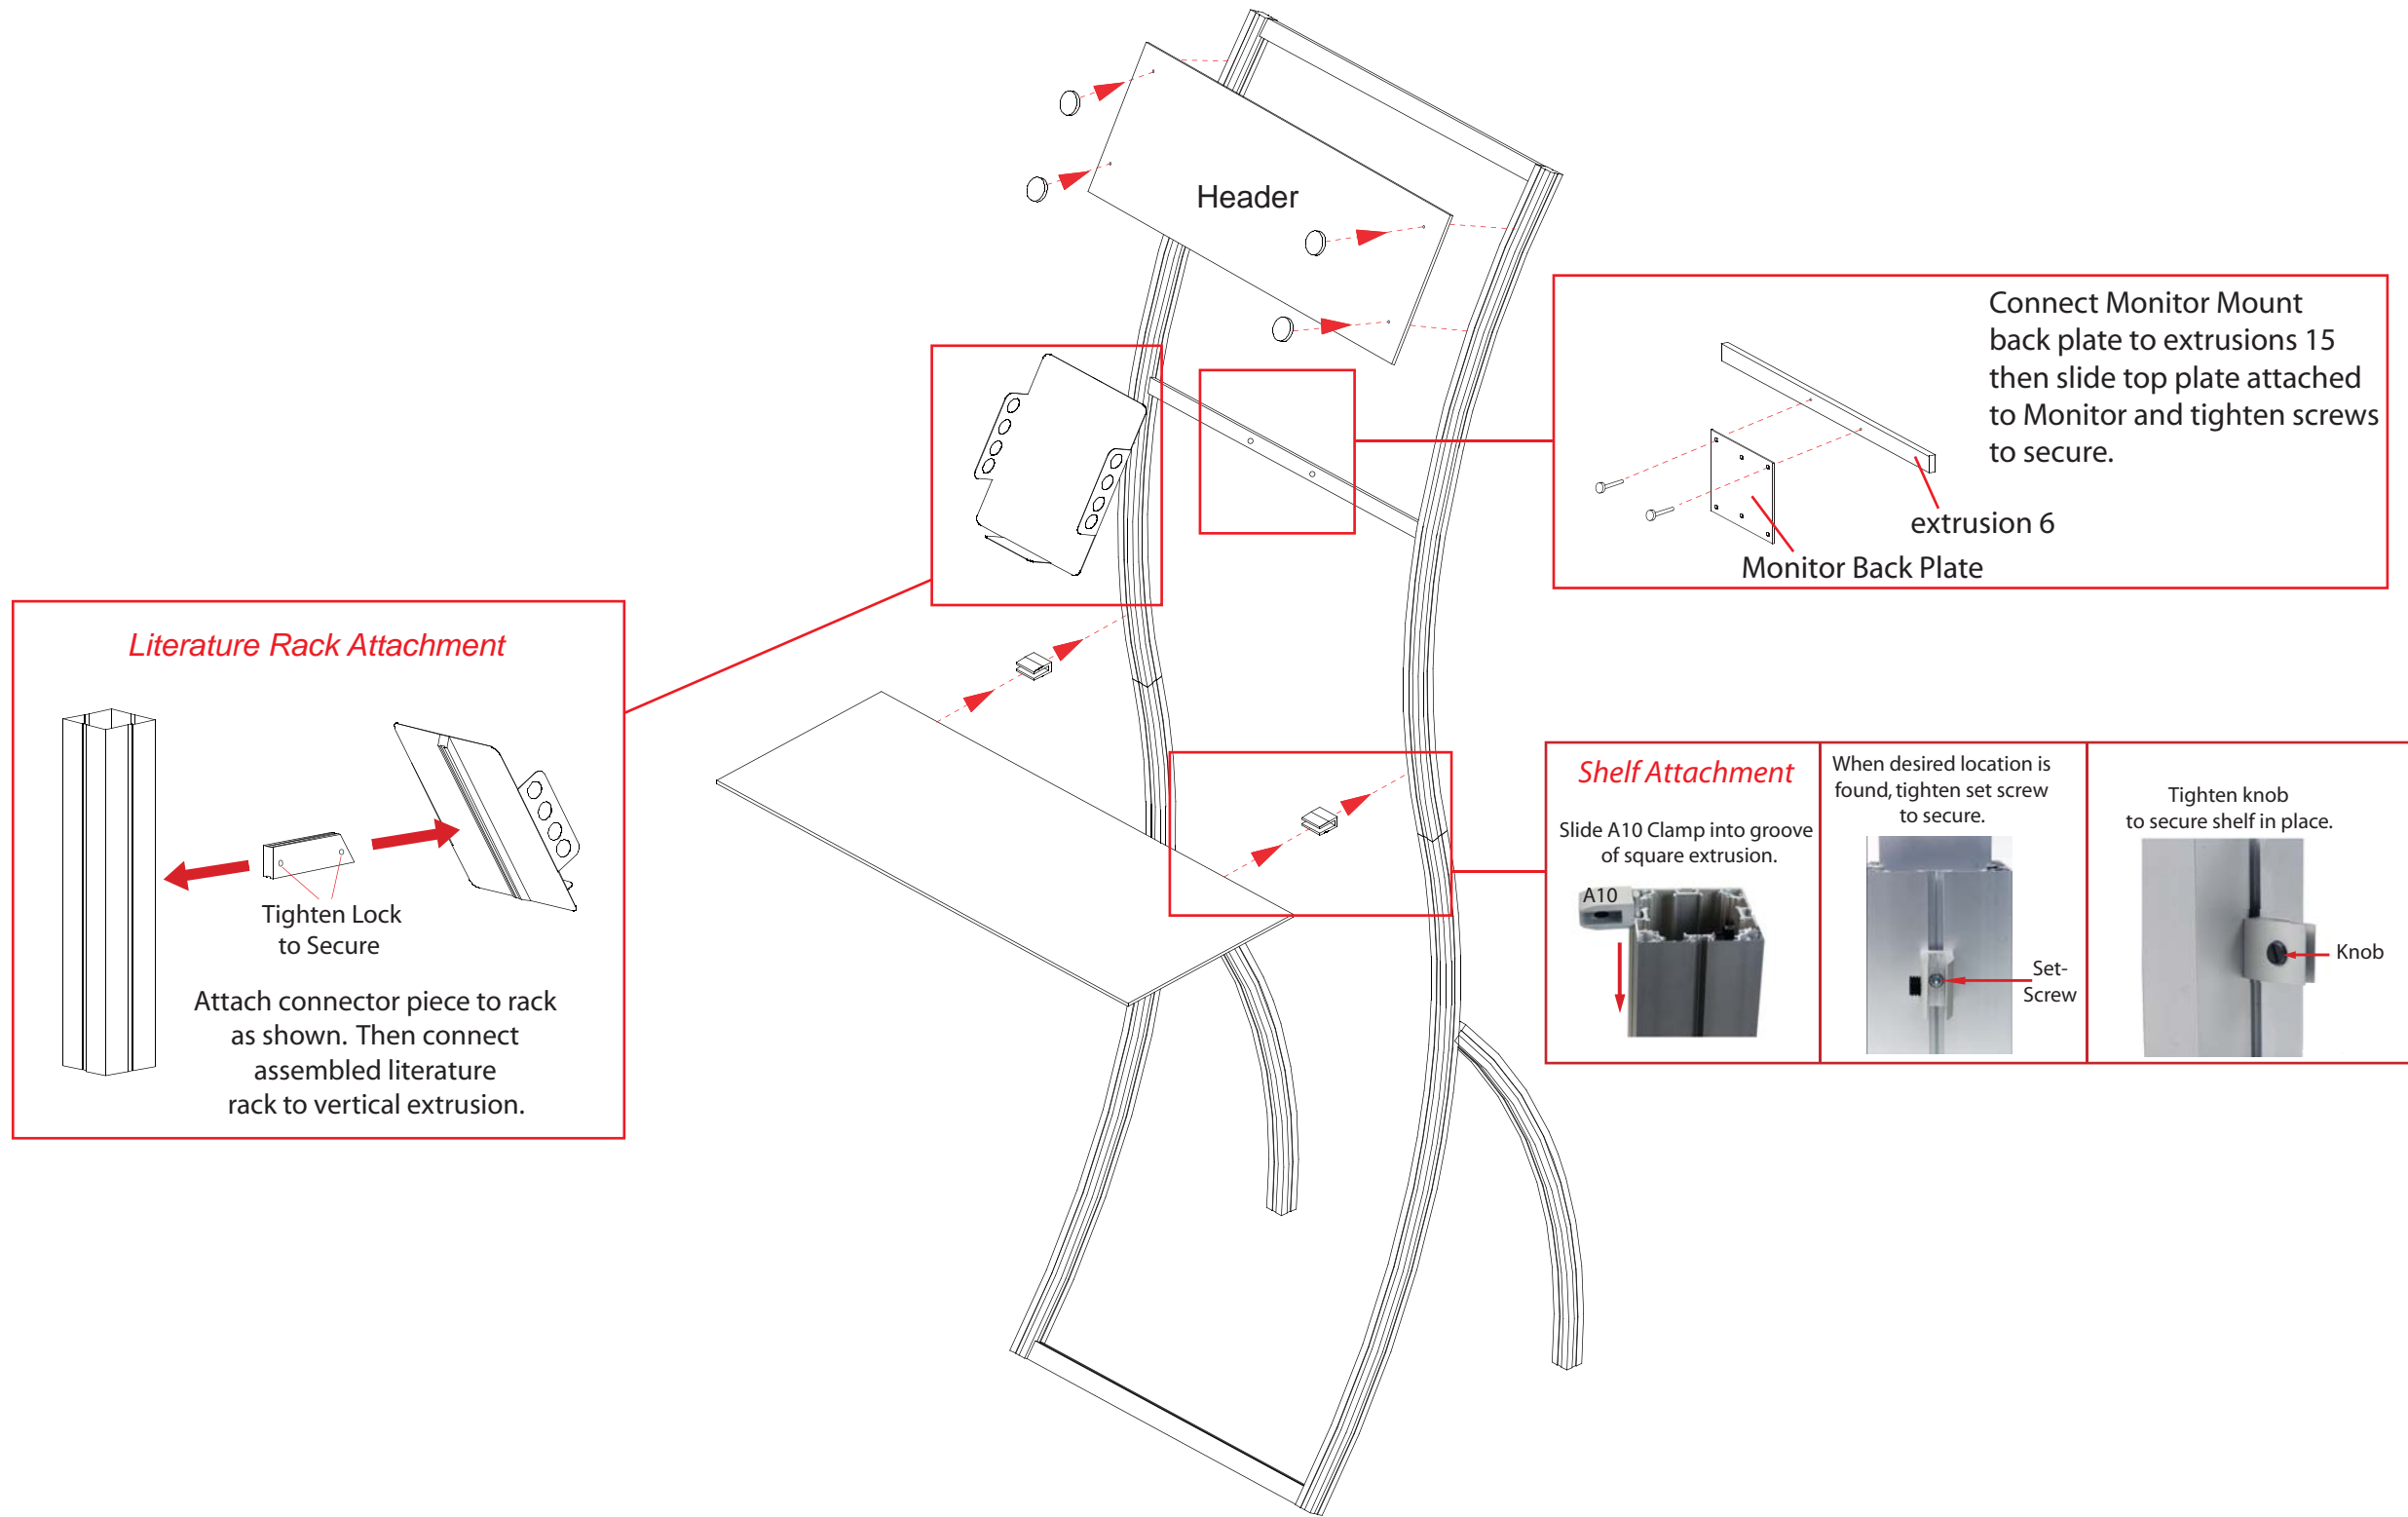 Header
Connect Monitor Mount
back plate to extrusions 15
then slide top plate attached
to Monitor and tighten screws
to secure.
extrusion 6
Monitor Back Plate
Literature Rack Attachment
Tighten Lock
to Secure
Attach connector piece to rack
as shown. Then connect
assembled literature
rack to vertical extrusion.
Shelf Attachment
Slide A10 Clamp into groove
of square extrusion.
A10
When desired location is
found, tighten set screw
to secure.
Set-
Screw
Tighten knob
to secure shelf in place.
Knob